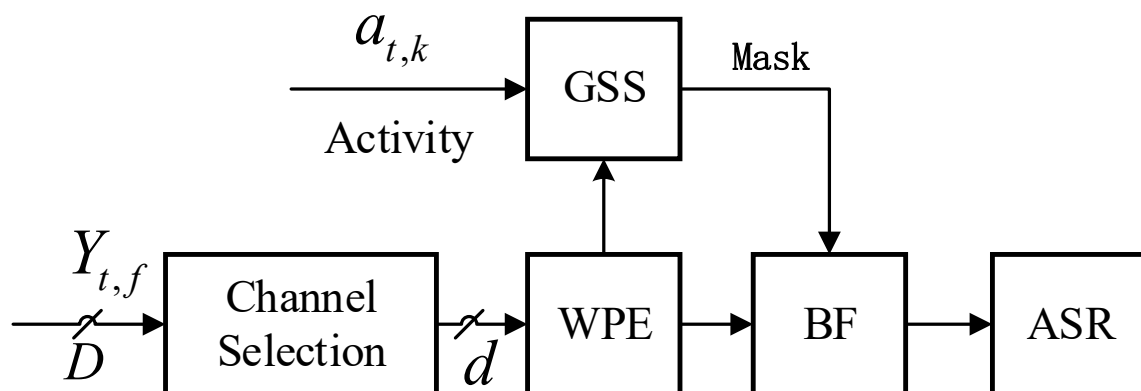 a_{t,k}
GSS
Mask
Activity
Y_{t,f}
D
Channel
Selection
d
WPE
BF
ASR